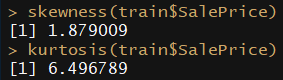 > skewness(train$SalePrice)
[1] 1.879009
> kurtosis(train$SalePrice)
[1] 6.496789